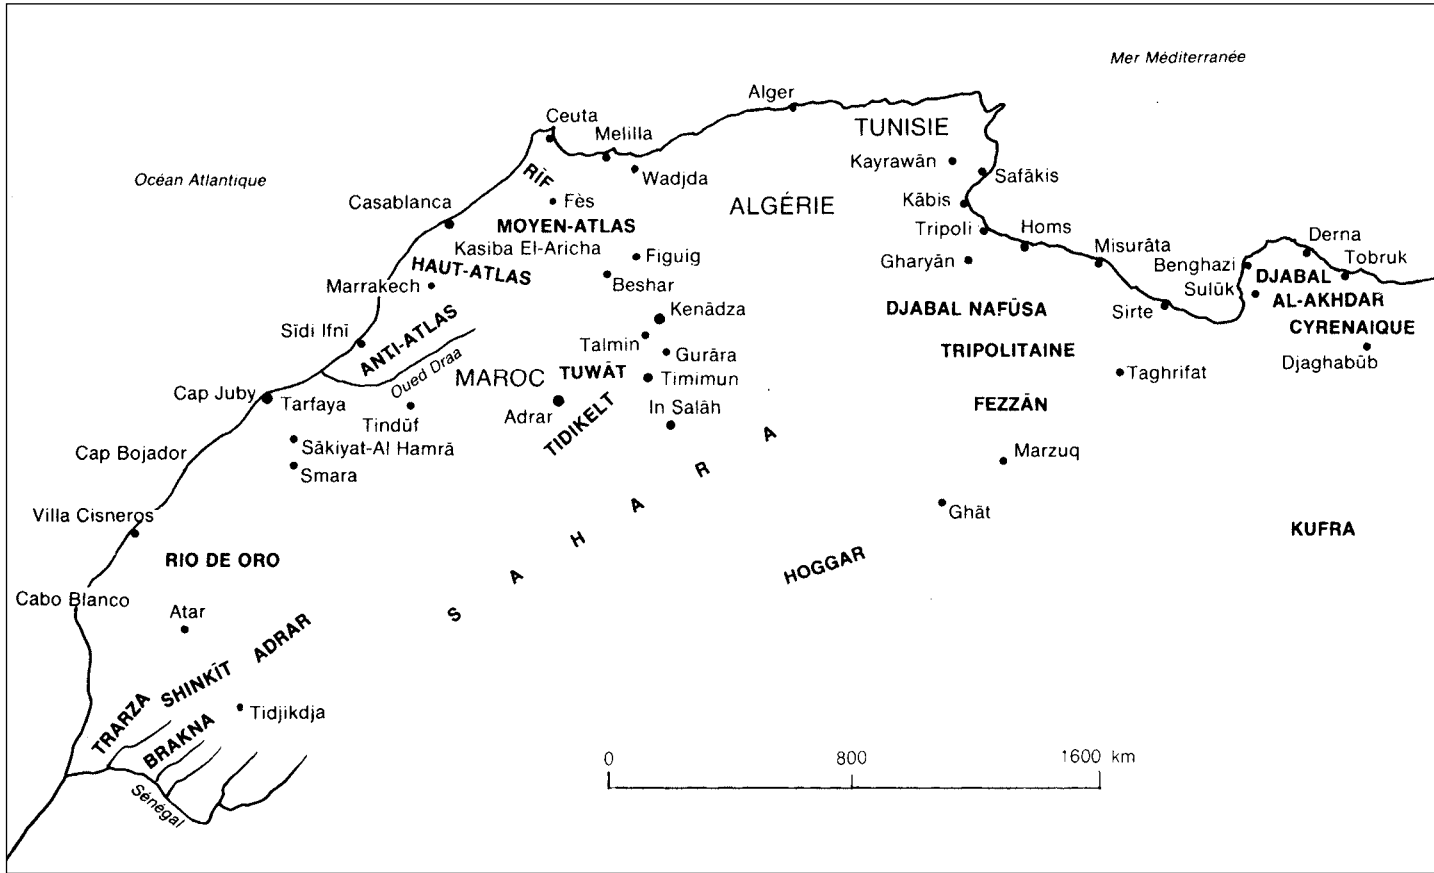 Mer Méditerranée
Alger
Ceuta
TUNISIE
Melilla
Kayrawān
Océan Atlantique
RĪF
Wadjda
Safākis
Casablanca
Fès
ALGÉRIE
Kābis
MOYEN-ATLAS
Tripoli
Homs
Kasiba El-Aricha
Misurāta
Derna
HAUT-ATLAS
Figuig
Gharyān
Benghazi
Tobruk
Marrakech
Beshar
DJABAL
Sulūk
AL-AKHDAR
Kenādza
DJABAL NAFŪSA
Sirte
CYRENAIQUE
Sīdi Ifnī
ANTI-ATLAS
Talmin
Gurāra
TRIPOLITAINE
Djaghabūb
Oued Draa
MAROC
TUWĀT
Timimun
Taghrifat
Cap Juby
Tarfaya
Tindūf
Adrar
TIDIKELT
In Salāh
FEZZĀN
Sākiyat-Al Hamrā
Cap Bojador
Smara
Marzuq
SAHARA
Villa Cisneros
Ghāt
KUFRA
RIO DE ORO
HOGGAR
Cabo Blanco
Atar
ADRAR
SHINKĪT
TRARZA
Tidjikdja
BRAKNA
Sénégal
0 800 1600 km